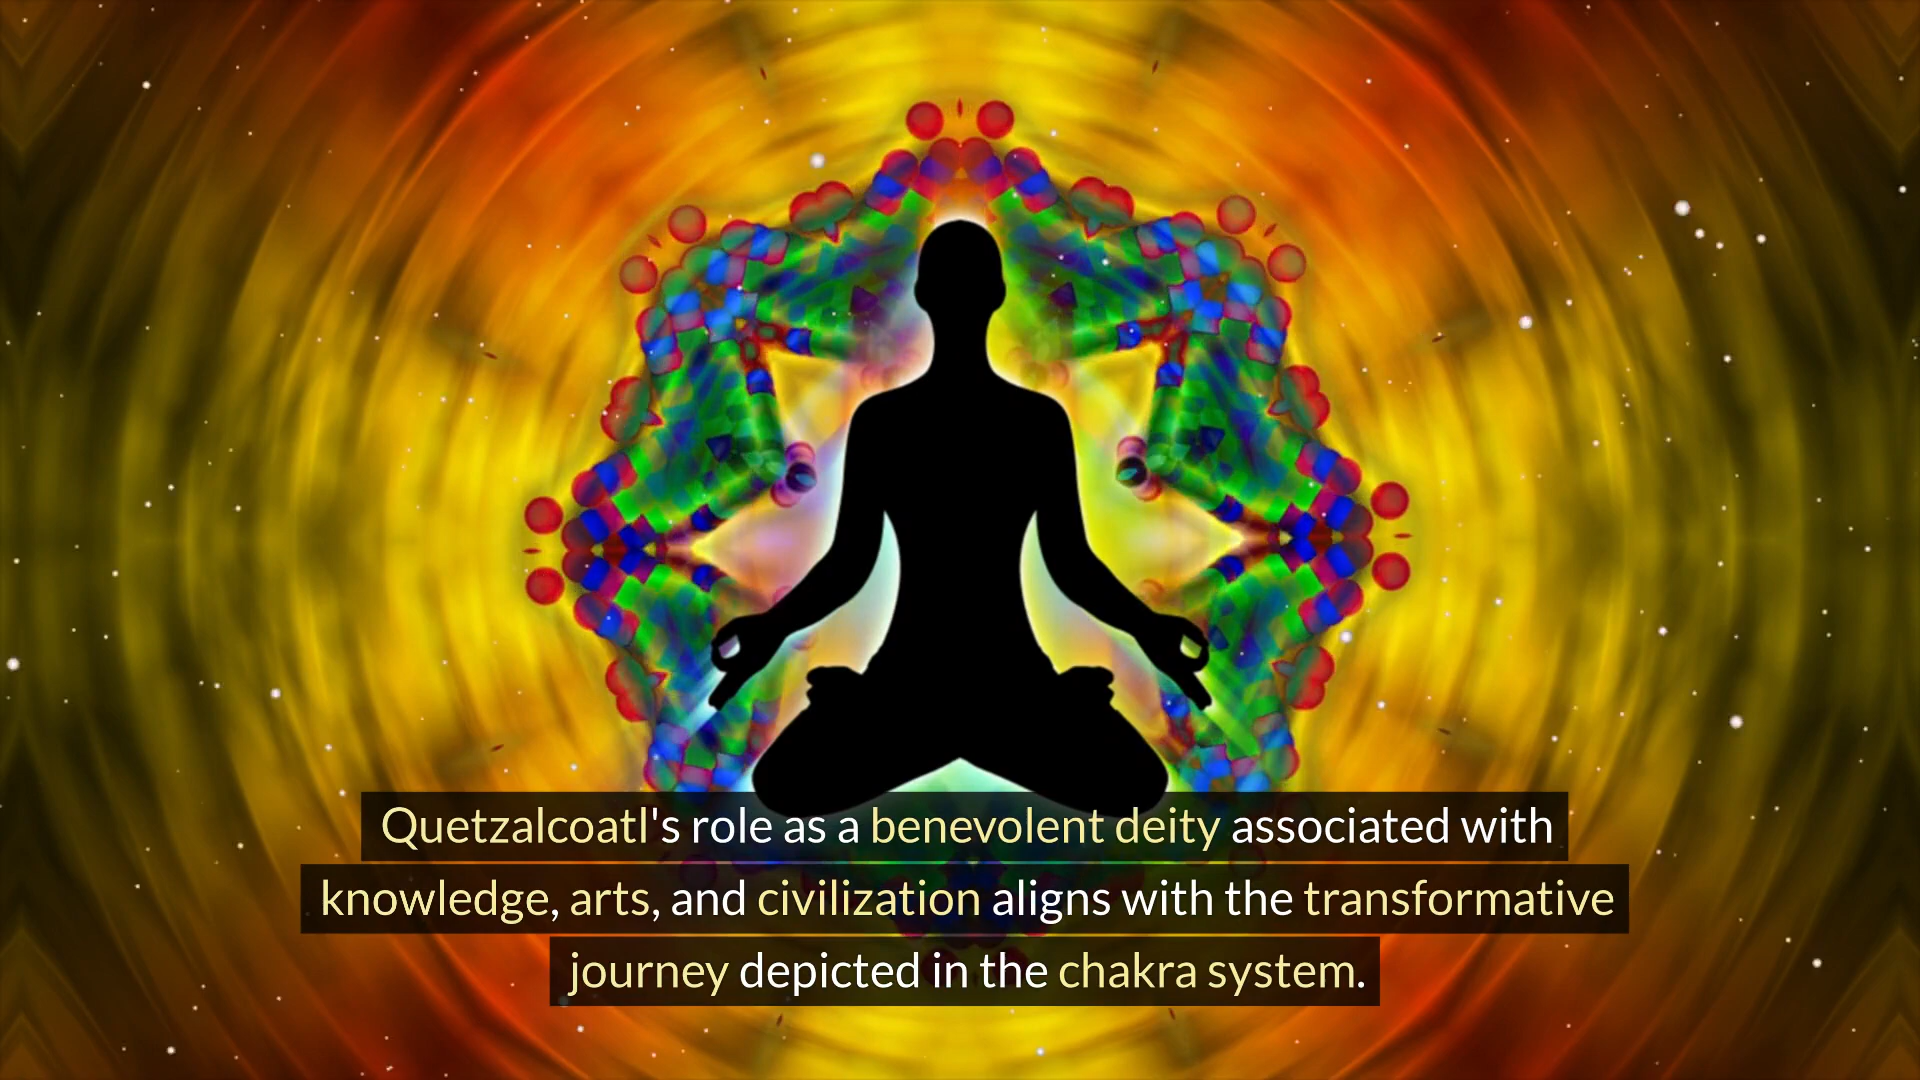 Quetzalcoatl's role as a benevolent deity associated with
knowledge, arts, and civilization aligns with the transformative
journey depicted in the chakra system.